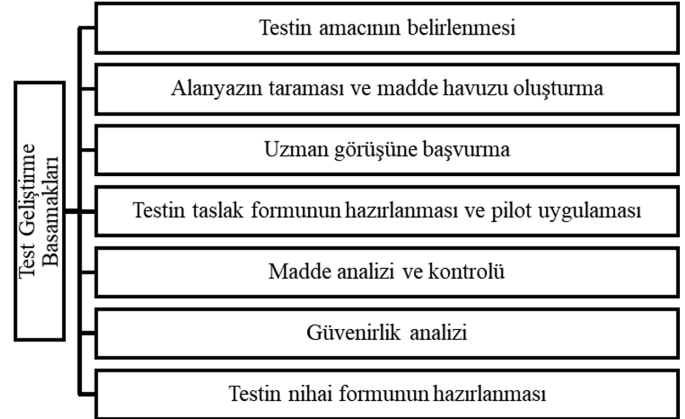 Test Geliştirme
Basamakları
Testin amacının belirlenmesi
Alanyazın taraması ve madde havuzu oluşturma
Uzman görüşüne başvurma
Testin taslak formunun hazırlanması ve pilot uygulaması
Madde analizi ve kontrolü
Güvenirlik analizi
Testin nihai formunun hazırlanması